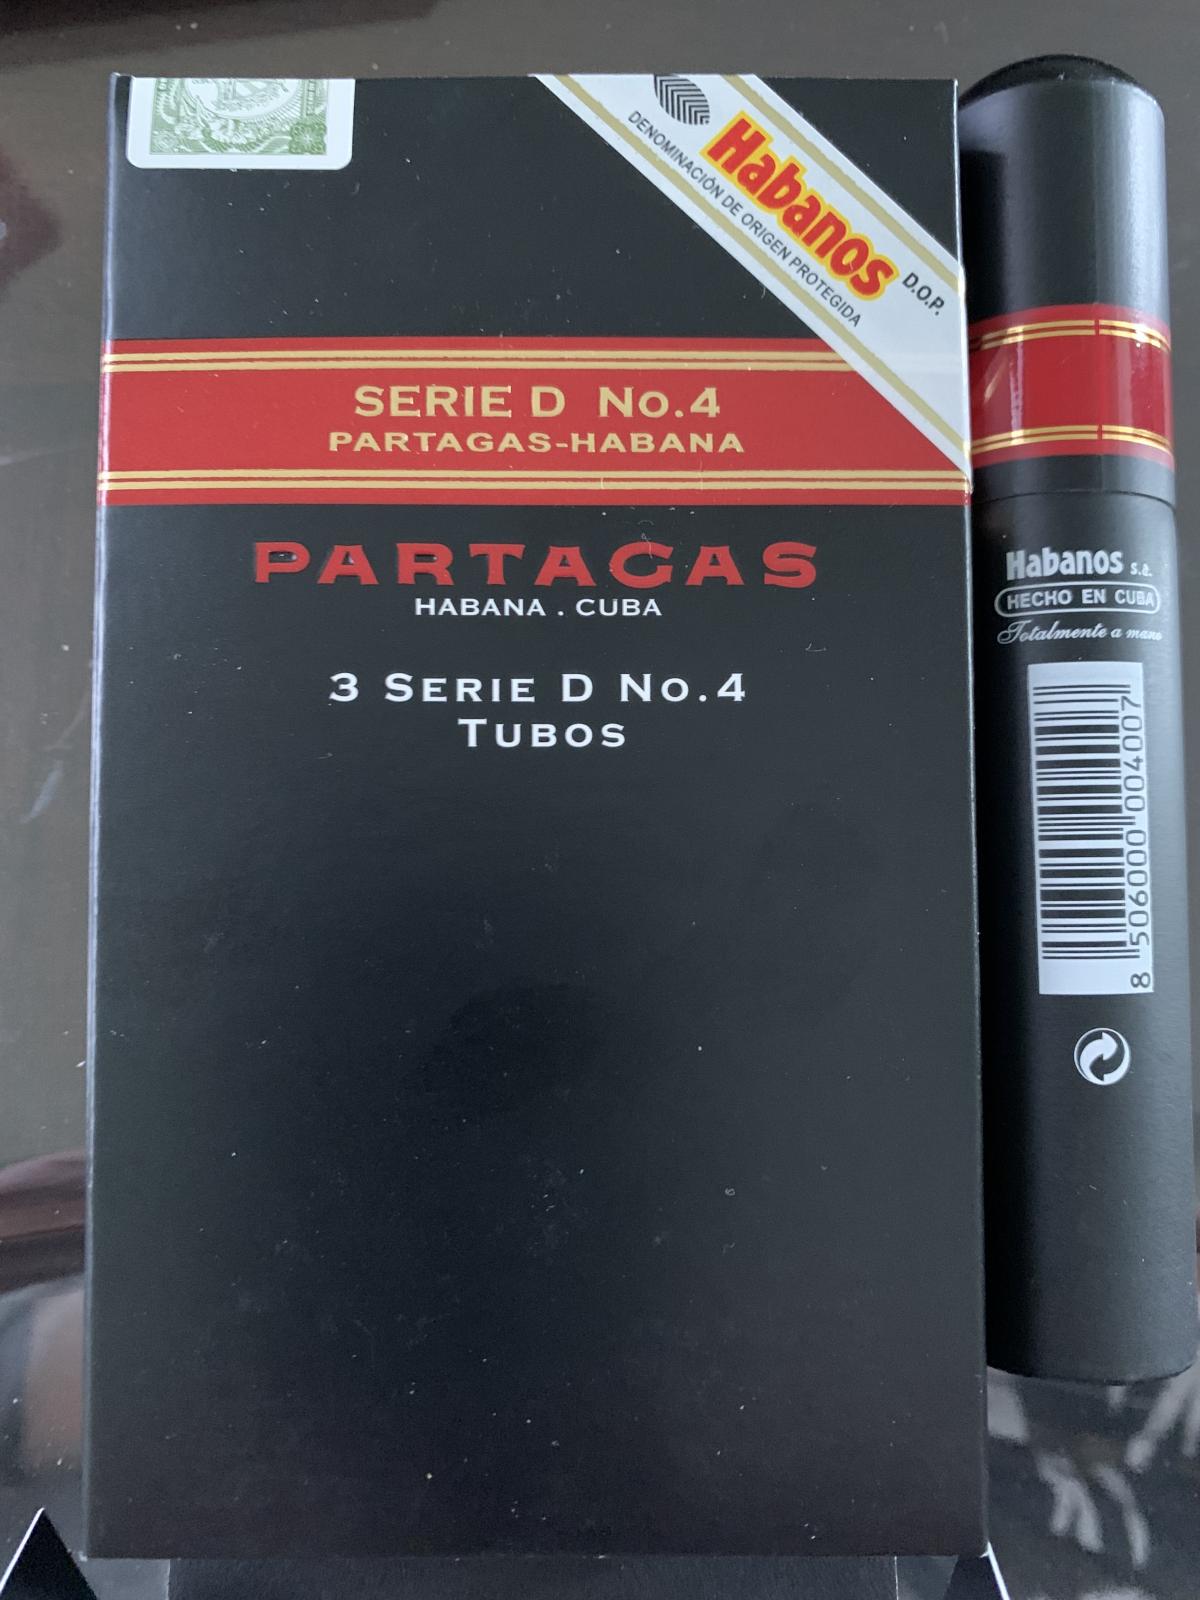 Habanos
D.O.P.
DENOMINACIÓN DE ORIGEN PROTEGIDA
SERIE D No.4
PARTAGAS-HABANA
PARTAGAS
HABANA . CUBA
3 SERIE D No.4
TUBOS
Habanos s.a.
HECHO EN CUBA
Totalmente a mano
8 506000 004007